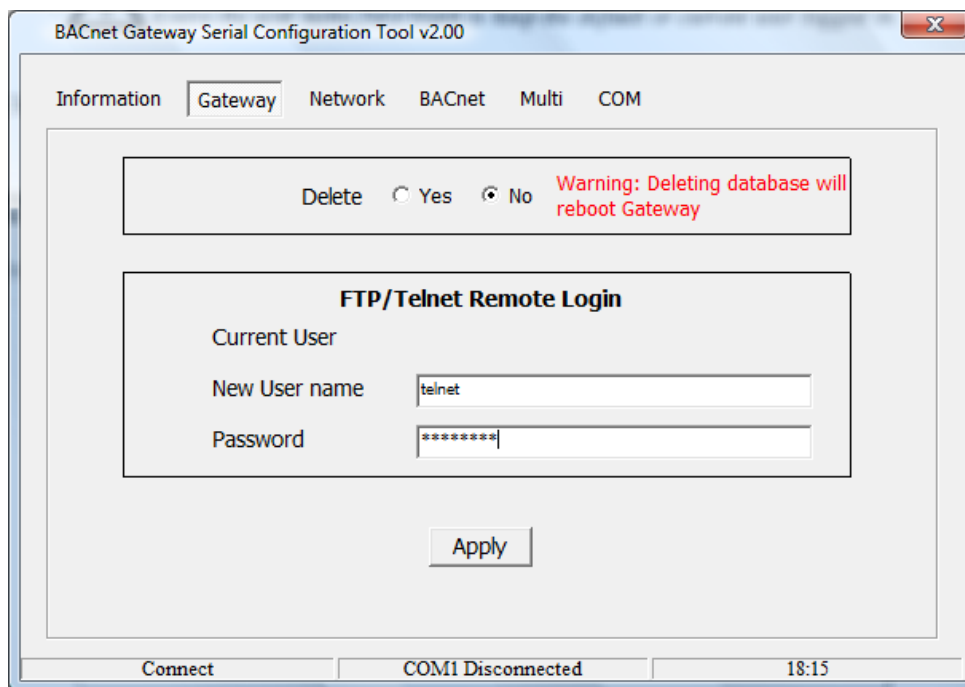 BACnet Gateway Serial Configuration Tool v2.00
Information Gateway Network BACnet Multi COM
Delete Yes No Warning: Deleting database will
reboot Gateway
FTP/Telnet Remote Login
Current User
New User name telnet
Password ********
Apply
Connect COM1 Disconnected 18:15